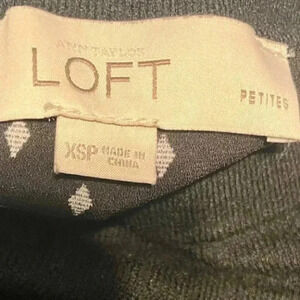 ANN TAYLOR
LOFT
PETITES
XSP MADE IN
CHINA